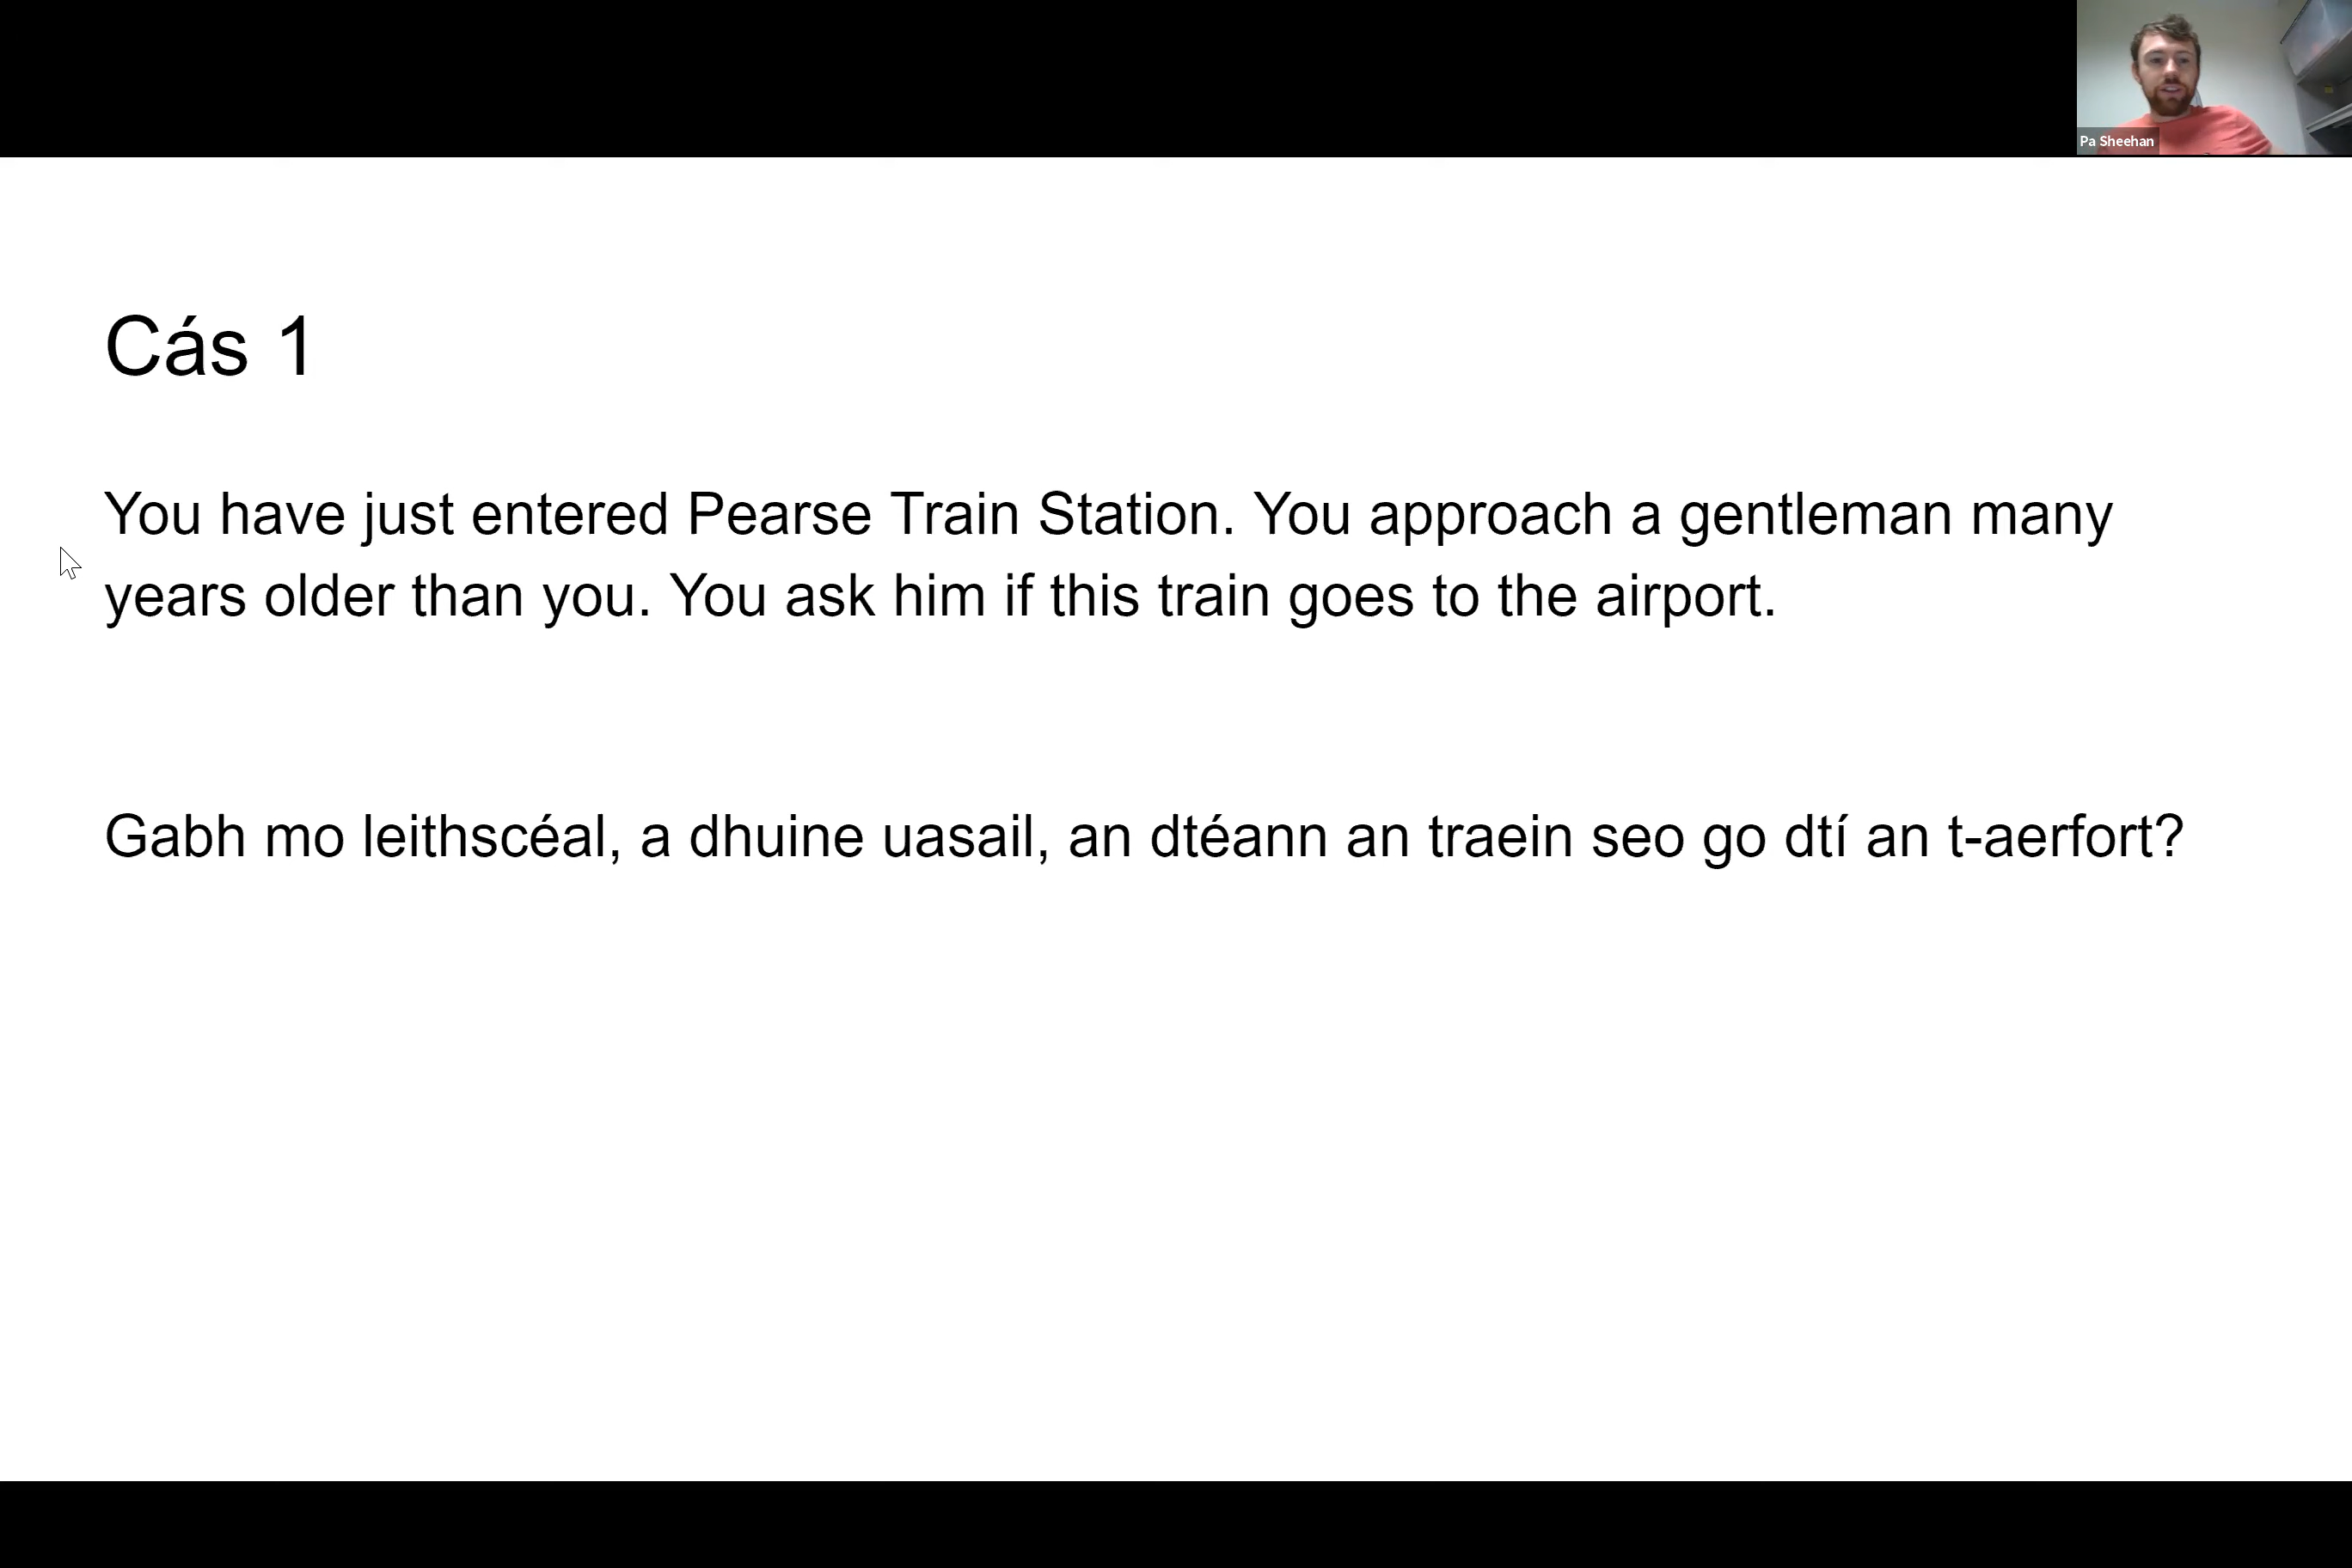 Pa Sheehan
Cás 1
You have just entered Pearse Train Station. You approach a gentleman many
years older than you. You ask him if this train goes to the airport.
Gabh mo leithscéal, a dhuine uasail, an dtéann an traein seo go dtí an t-aerfort?